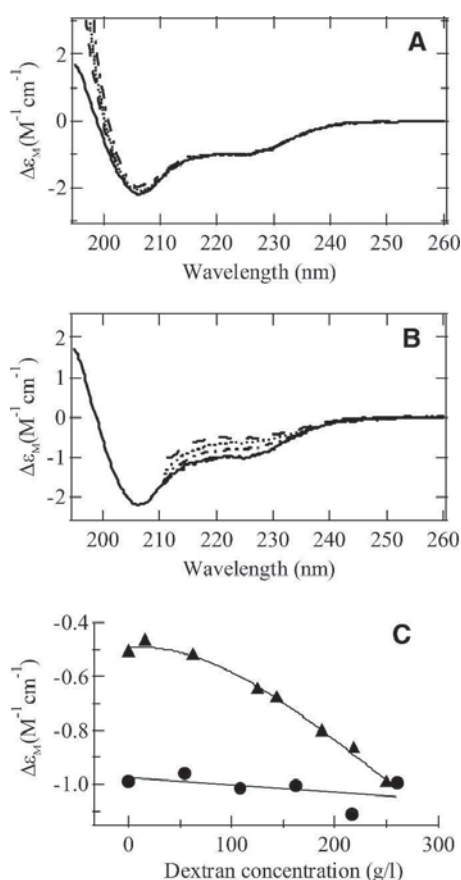 A
2
0
-2
Δε_M (M⁻¹ cm⁻¹)
200 210 220 230 240 250 260
Wavelength (nm)
B
2
1
0
-1
-2
Δε_M (M⁻¹ cm⁻¹)
200 210 220 230 240 250 260
Wavelength (nm)
C
-0.4
-0.6
-0.8
-1.0
Δε_M (M⁻¹ cm⁻¹)
0 100 200 300
Dextran concentration (g/l)